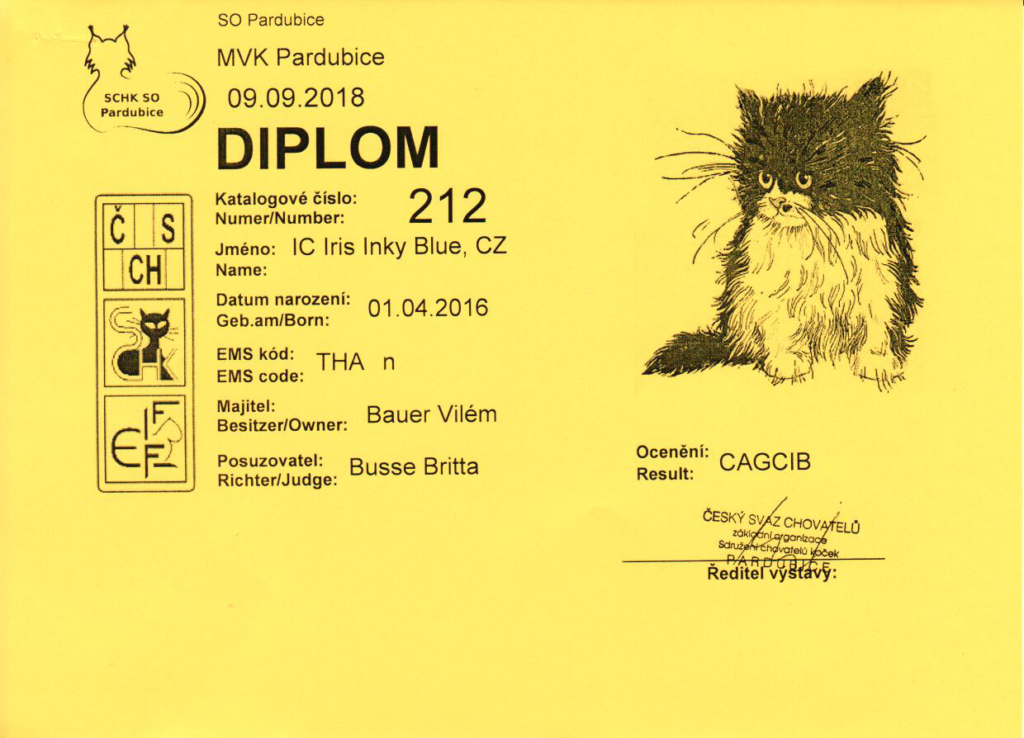 SO Pardubice
MVK Pardubice
09.09.2018
SCHK SO
Pardubice
DIPLOM
Katalogové číslo:
Numer/Number: 212
Jméno: IC Iris Inky Blue, CZ
Name:
Datum narození: 01.04.2016
Geb.am/Born:
EMS kód: THA n
EMS code:
Majitel: Bauer Vilém
Besitzer/Owner:
Posuzovatel: Busse Britta
Richter/Judge:
Č S
CH
SCHK
FIFE
Ocenění: CAGCIB
Result:
ČESKÝ SVAZ CHOVATELŮ
základní organizace
Sdružení chovatelů koček
PARDUBICE
Ředitel výstavy: